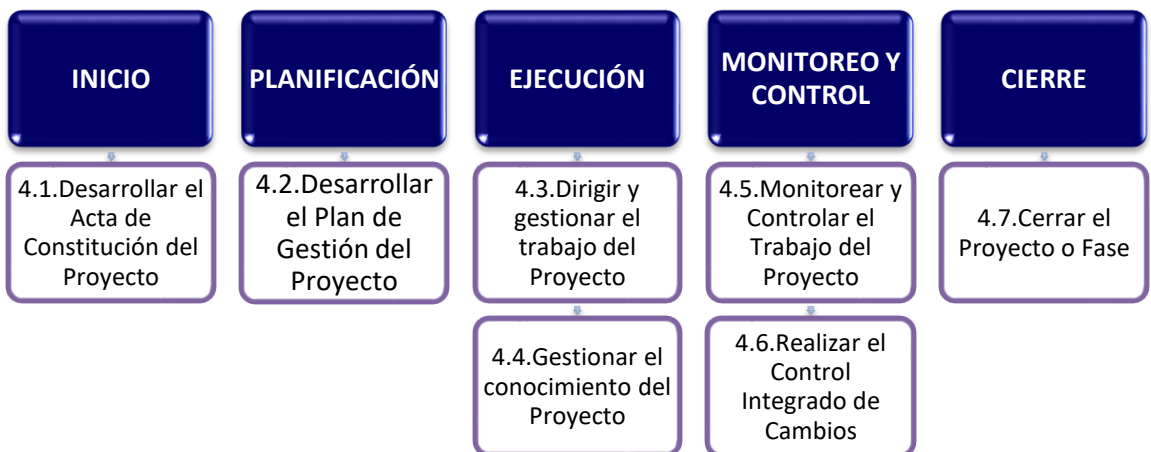 INICIO
4.1.Desarrollar el
Acta de
Constitución del
Proyecto
PLANIFICACIÓN
4.2.Desarrollar
el Plan de
Gestión del
Proyecto
EJECUCIÓN
4.3.Dirigir y
gestionar el
trabajo del
Proyecto
4.4.Gestionar el
conocimiento del
Proyecto
MONITOREO Y
CONTROL
4.5.Monitorear y
Controlar el
Trabajo del
Proyecto
4.6.Realizar el
Control
Integrado de
Cambios
CIERRE
4.7.Cerrar el
Proyecto o Fase